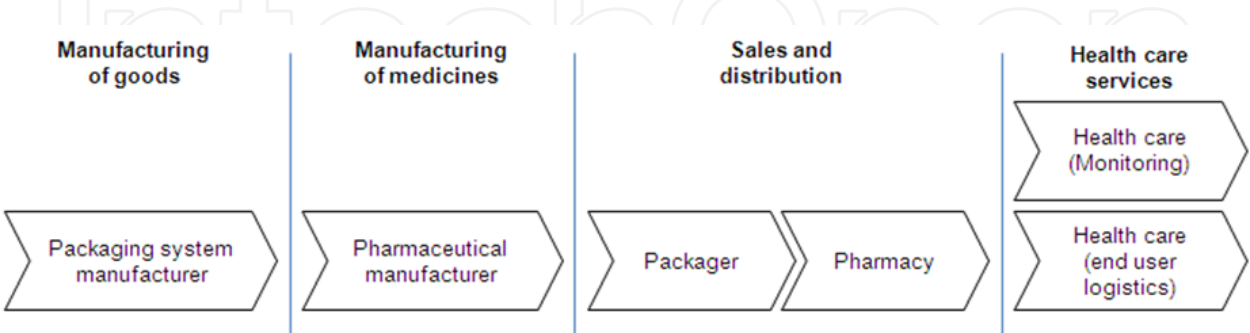 IntechOpen
Manufacturing
of goods
Manufacturing
of medicines
Sales and
distribution
Health care
services
Health care
(Monitoring)
Packaging system
manufacturer
Pharmaceutical
manufacturer
Packager
Pharmacy
Health care
(end user
logistics)